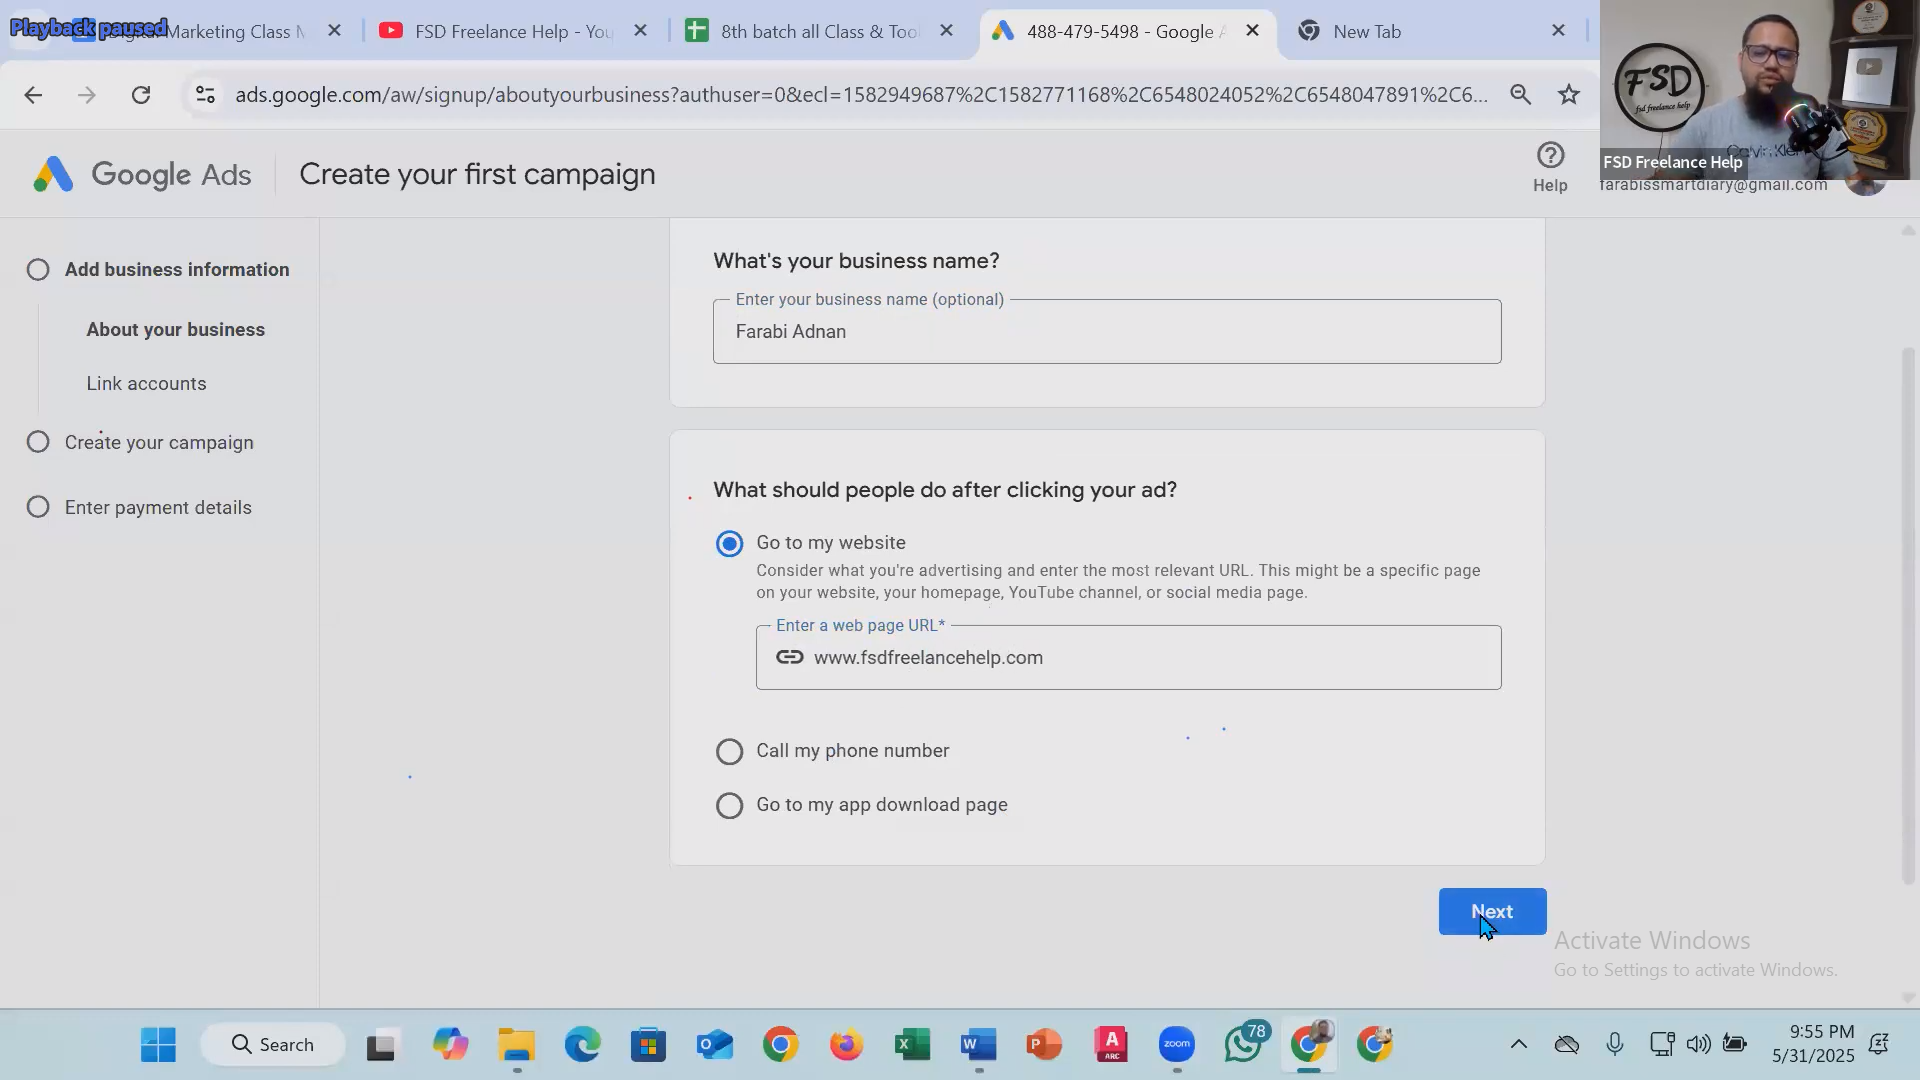 Playback paused
Digital Marketing Class M
FSD Freelance Help - You
8th batch all Class & Tool
488-479-5498 - Google A
New Tab
ads.google.com/aw/signup/aboutyourbusiness?authuser=0&ecl=1582949687%2C1582771168%2C6548024052%2C6548047891%2C6...
FSD
fsd freelance help
Calvin Klein
FSD Freelance Help
farabissmartdiary@gmail.com
Google Ads
Create your first campaign
Help
Add business information
About your business
Link accounts
Create your campaign
Enter payment details
What's your business name?
Enter your business name (optional)
Farabi Adnan
What should people do after clicking your ad?
Go to my website
Consider what you're advertising and enter the most relevant URL. This might be a specific page
on your website, your homepage, YouTube channel, or social media page.
Enter a web page URL*
www.fsdfreelancehelp.com
Call my phone number
Go to my app download page
Next
Activate Windows
Go to Settings to activate Windows.
Search
zoom
78
A
ARC
9:55 PM
5/31/2025